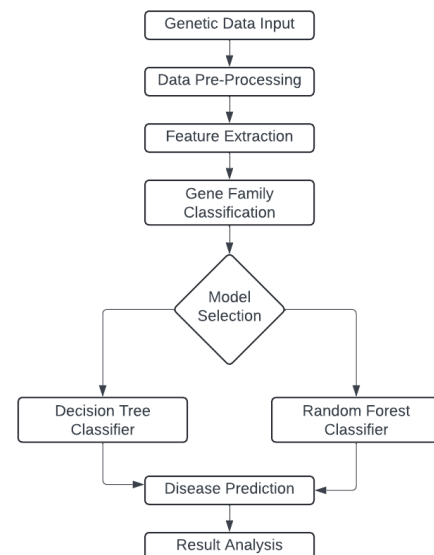 Genetic Data Input
Data Pre-Processing
Feature Extraction
Gene Family
Classification
Model
Selection
Decision Tree
Classifier
Random Forest
Classifier
Disease Prediction
Result Analysis